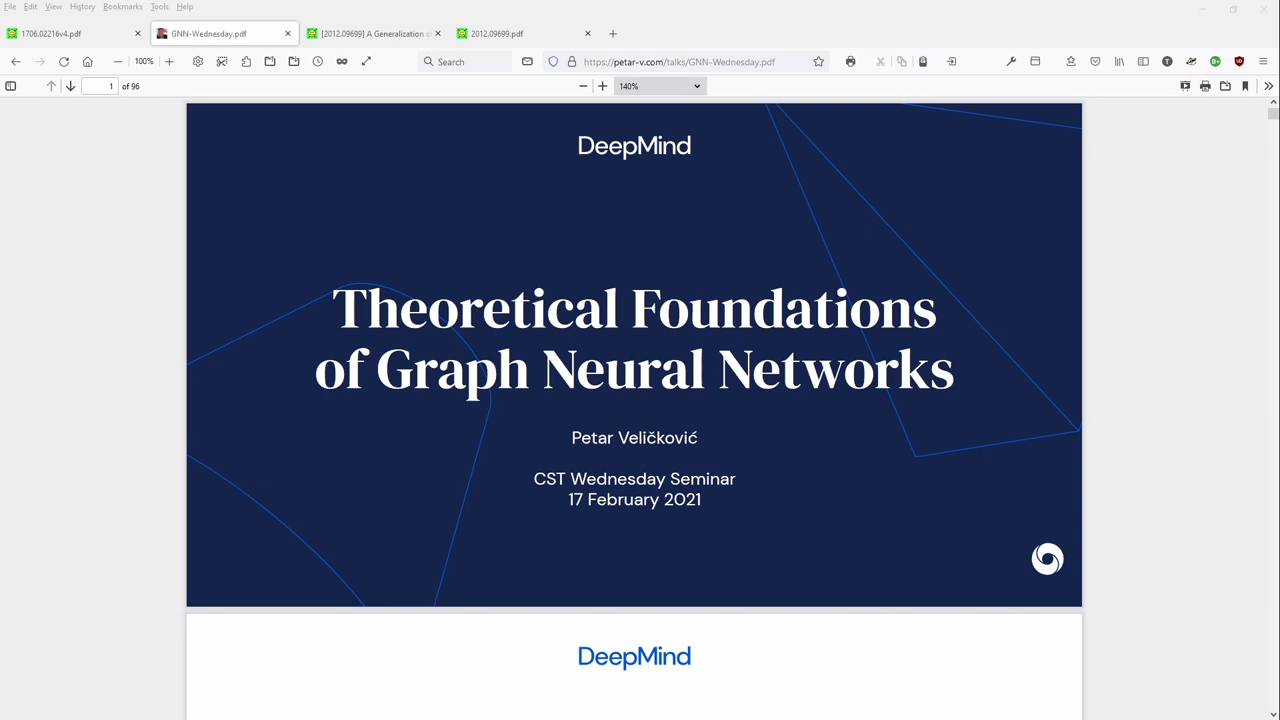 File Edit View History Bookmarks Tools Help
1706.02216v4.pdf
GNN-Wednesday.pdf
[2012.09699] A Generalization o
2012.09699.pdf
100%
Search
https://petar-v.com/talks/GNN-Wednesday.pdf
1 of 96
140%
DeepMind
Theoretical Foundations
of Graph Neural Networks
Petar Veličković
CST Wednesday Seminar
17 February 2021
DeepMind